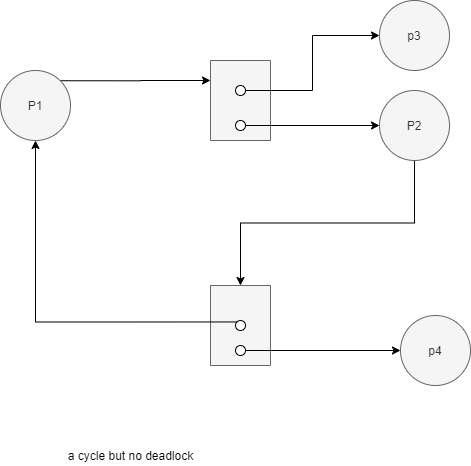 p3
P1
P2
p4
a cycle but no deadlock